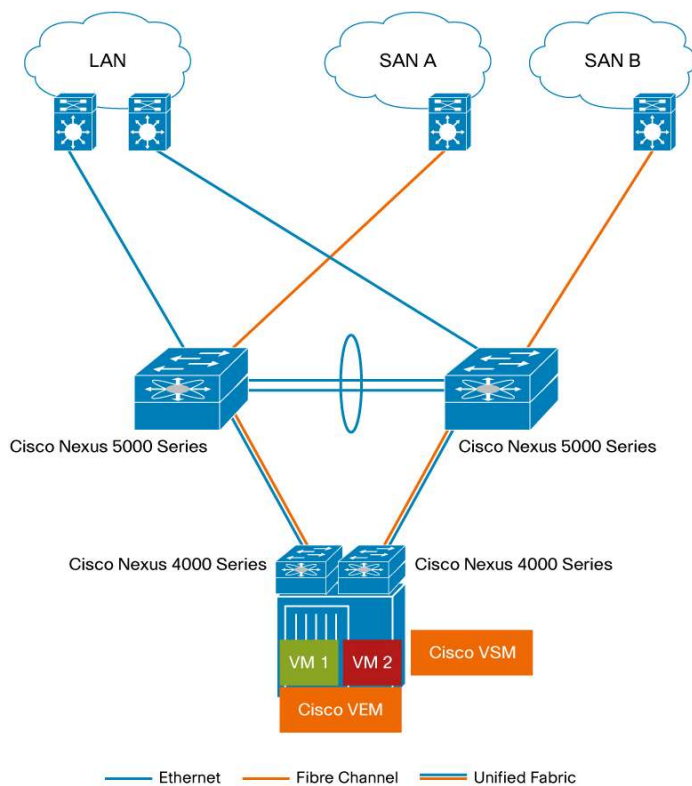 LAN
SAN A
SAN B
Cisco Nexus 5000 Series
Cisco Nexus 5000 Series
Cisco Nexus 4000 Series
Cisco Nexus 4000 Series
VM 1
VM 2
Cisco VSM
Cisco VEM
Ethernet
Fibre Channel
Unified Fabric